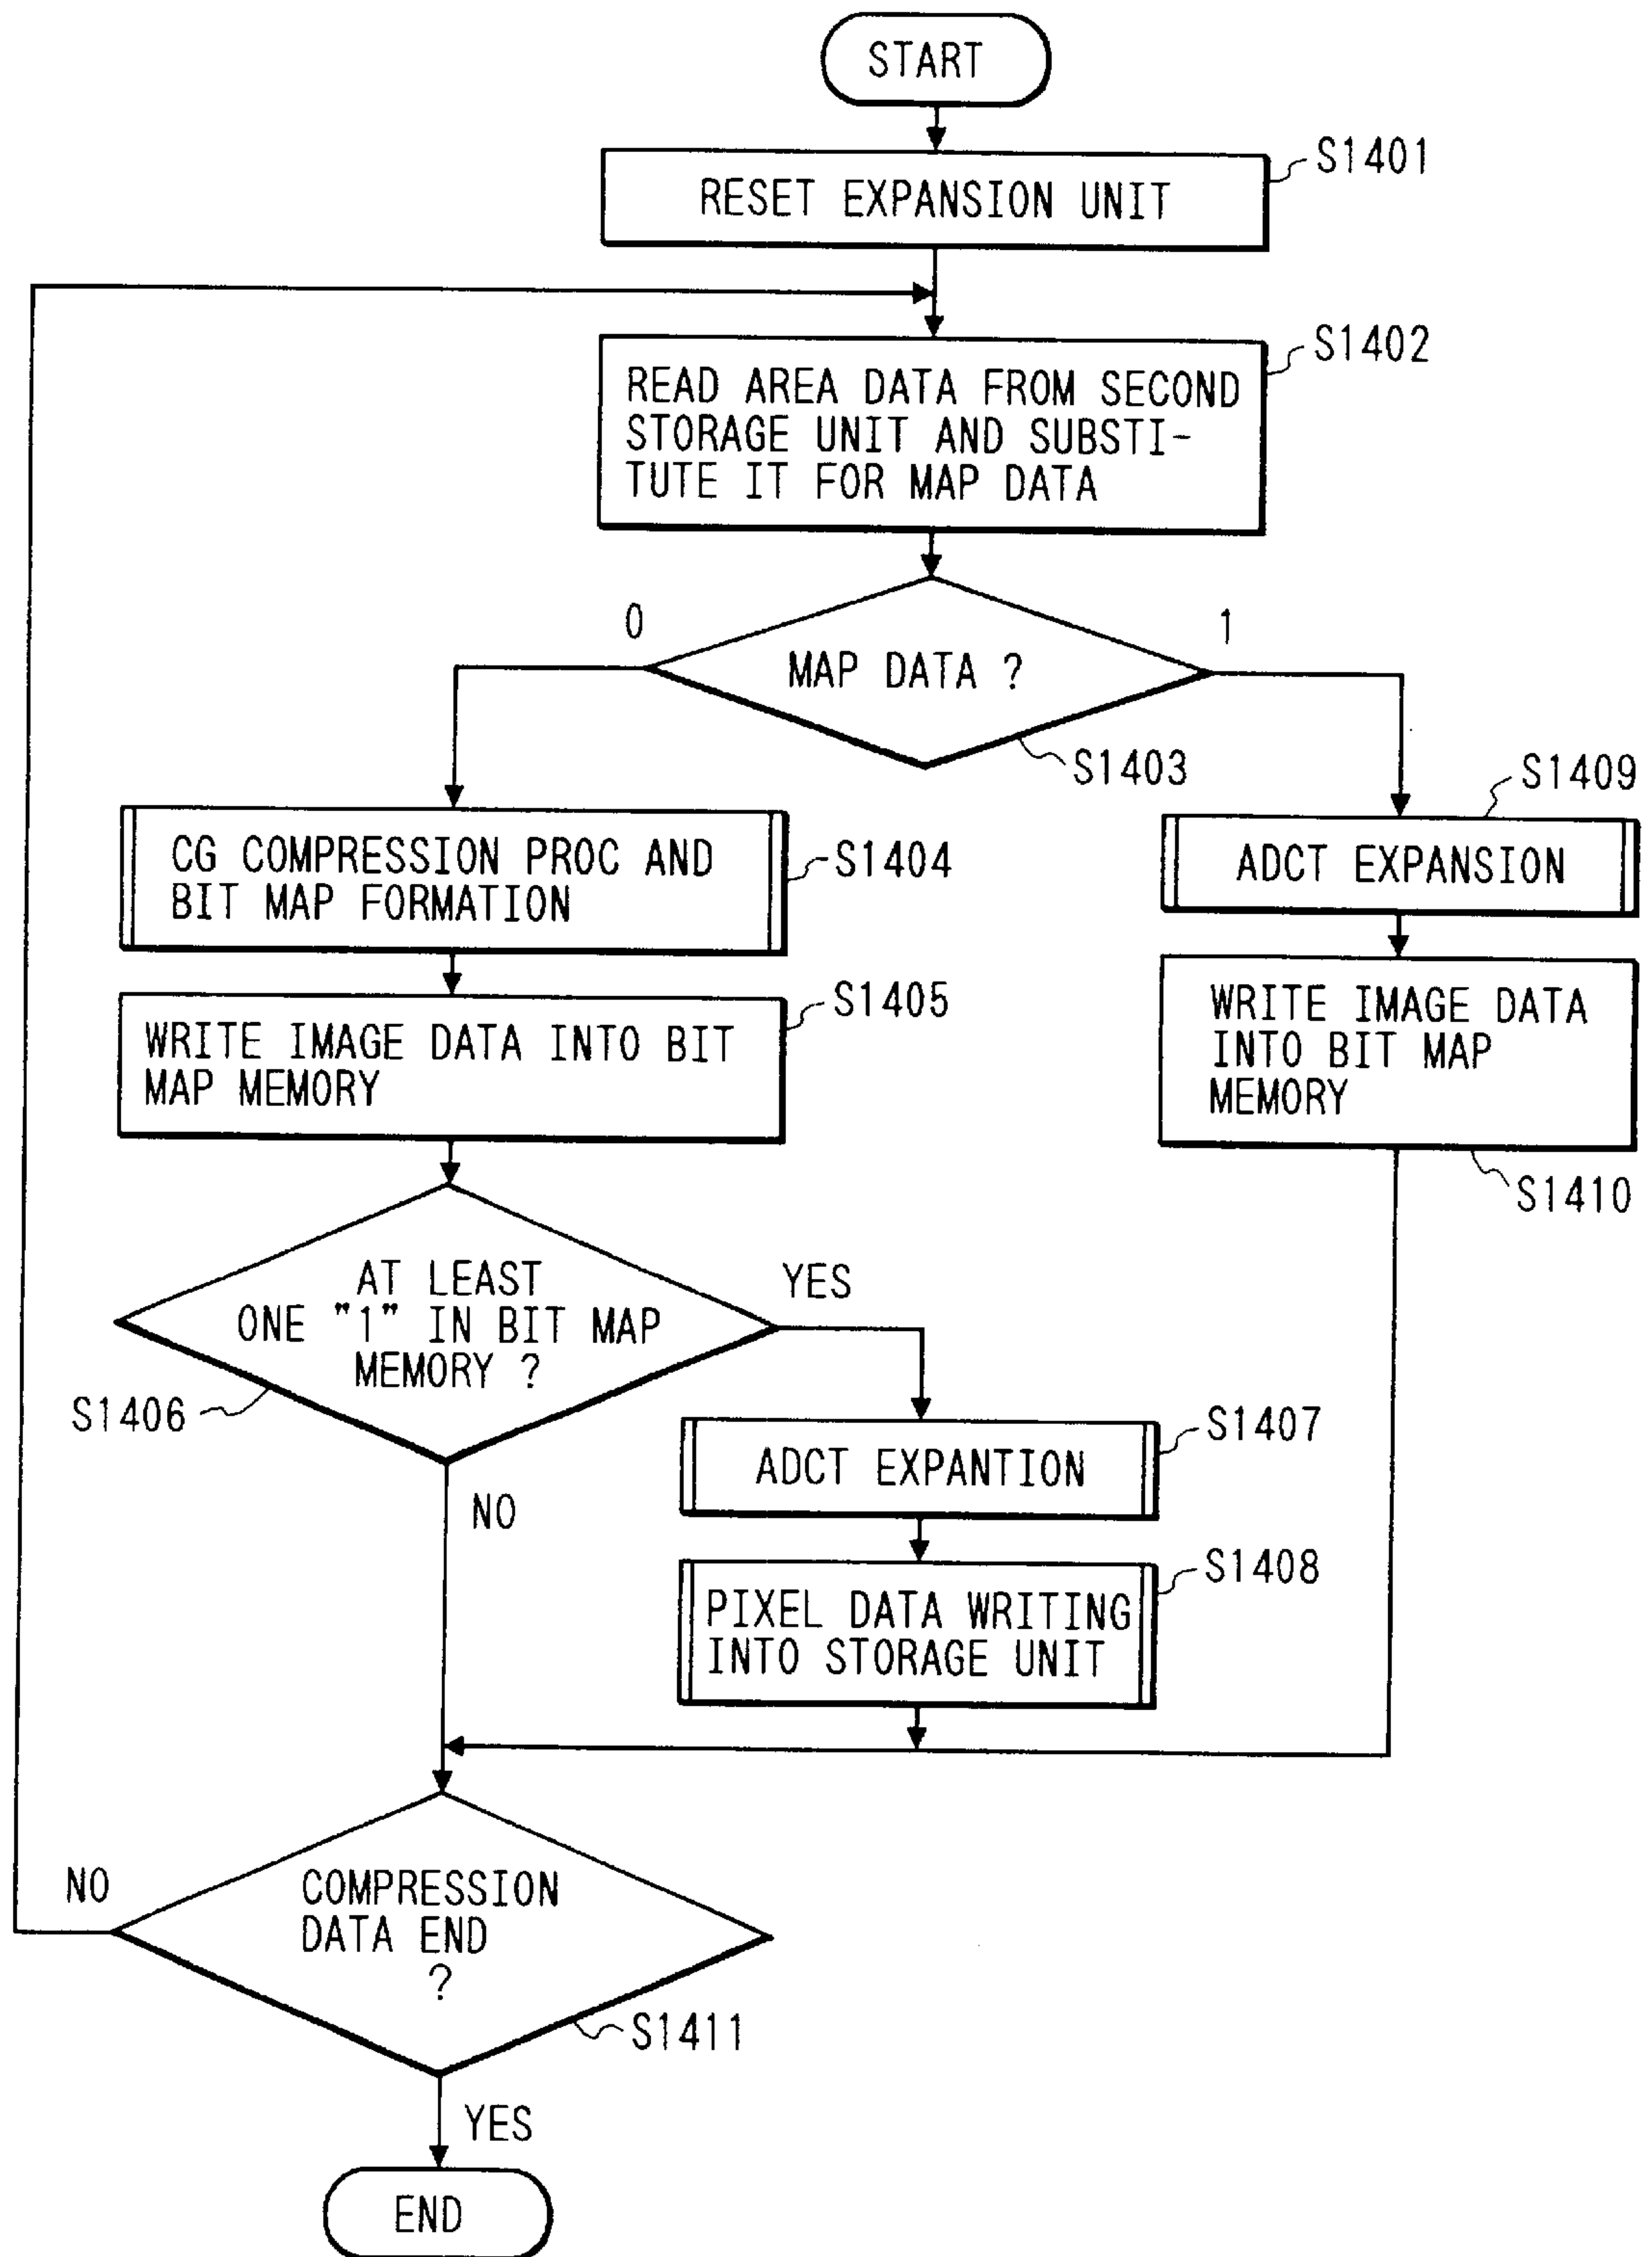 START
S1401
RESET EXPANSION UNIT
S1402
READ AREA DATA FROM SECOND
STORAGE UNIT AND SUBSTI-
TUTE IT FOR MAP DATA
0
1
MAP DATA ?
S1403
S1409
CG COMPRESSION PROC AND
BIT MAP FORMATION
S1404
ADCT EXPANSION
S1405
WRITE IMAGE DATA INTO BIT
MAP MEMORY
WRITE IMAGE DATA
INTO BIT MAP
MEMORY
S1410
AT LEAST
ONE "1" IN BIT MAP
MEMORY ?
YES
S1406
NO
S1407
ADCT EXPANTION
S1408
PIXEL DATA WRITING
INTO STORAGE UNIT
NO
COMPRESSION
DATA END
?
S1411
YES
END